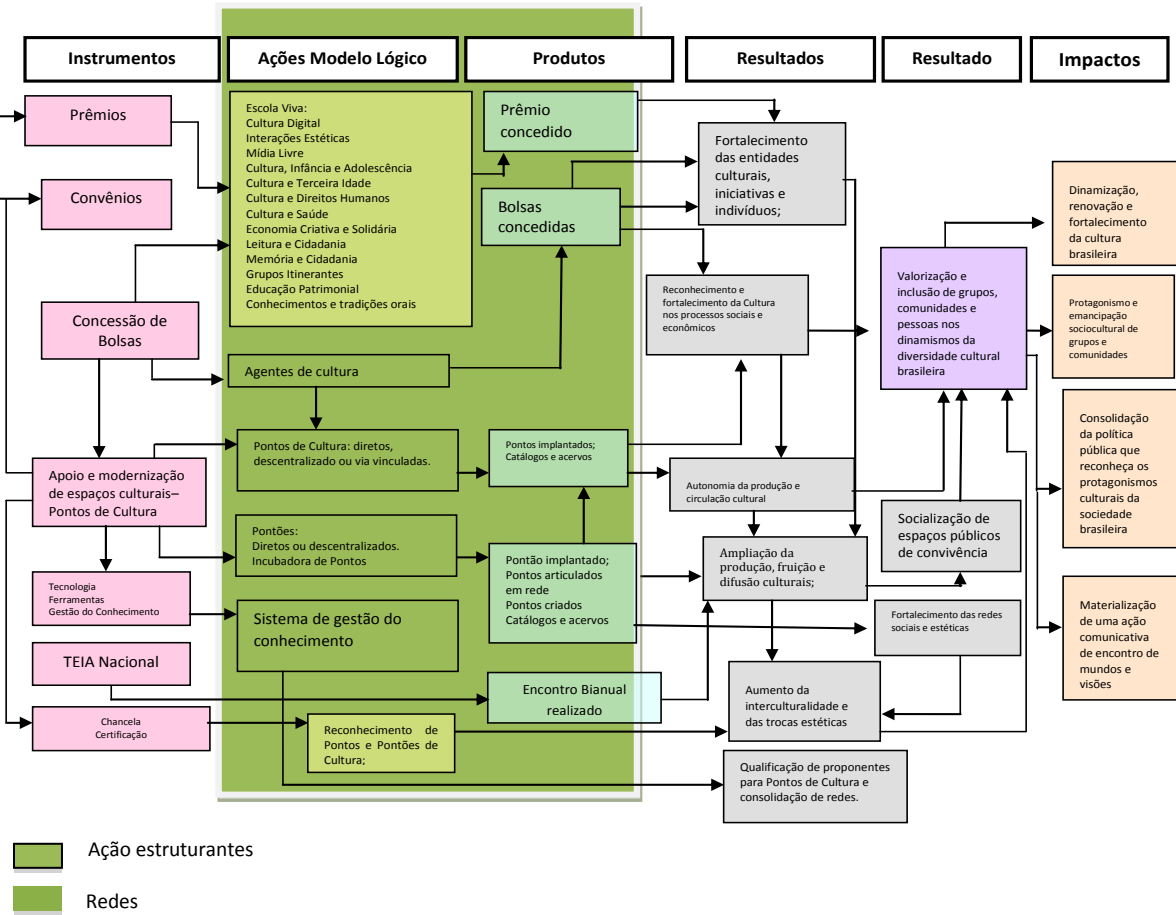 Instrumentos
Ações Modelo Lógico
Produtos
Resultados
Resultado
Impactos
Prêmios
Convênios
Concessão de
Bolsas
Apoio e modernização
de espaços culturais–
Pontos de Cultura
Tecnologia
Ferramentas
Gestão do Conhecimento
TEIA Nacional
Chancela
Certificação
Escola Viva:
Cultura Digital
Interações Estéticas
Mídia Livre
Cultura, Infância e Adolescência
Cultura e Terceira Idade
Cultura e Direitos Humanos
Cultura e Saúde
Economia Criativa e Solidária
Leitura e Cidadania
Memória e Cidadania
Grupos Itinerantes
Educação Patrimonial
Conhecimentos e tradições orais
Agentes de cultura
Pontos de Cultura: diretos,
descentralizado ou via vinculadas.
Pontões:
Diretos ou descentralizados.
Incubadora de Pontos
Sistema de gestão do
conhecimento
Reconhecimento de
Pontos e Pontões de
Cultura;
Prêmio
concedido
Bolsas
concedidas
Pontos implantados;
Catálogos e acervos
Pontão implantado;
Pontos articulados
em rede
Pontos criados
Catálogos e acervos
Encontro Bianual
realizado
Fortalecimento
das entidades
culturais,
iniciativas e
indivíduos;
Reconhecimento e
fortalecimento da Cultura
nos processos sociais e
econômicos
Autonomia da produção e
circulação cultural
Ampliação da
produção, fruição e
difusão culturais;
Aumento da
interculturalidade e
das trocas estéticas
Qualificação de proponentes
para Pontos de Cultura e
consolidação de redes.
Valorização e
inclusão de grupos,
comunidades e
pessoas nos
dinamismos da
diversidade cultural
brasileira
Socialização de
espaços públicos
de convivência
Fortalecimento das redes
sociais e estéticas
Dinamização,
renovação e
fortalecimento
da cultura
brasileira
Protagonismo e
emancipação
sociocultural de
grupos e
comunidades
Consolidação
da política
pública que
reconheça os
protagonismos
culturais da
sociedade
brasileira
Materialização
de uma ação
comunicativa
de encontro de
mundos e
visões
Ação estruturantes
Redes